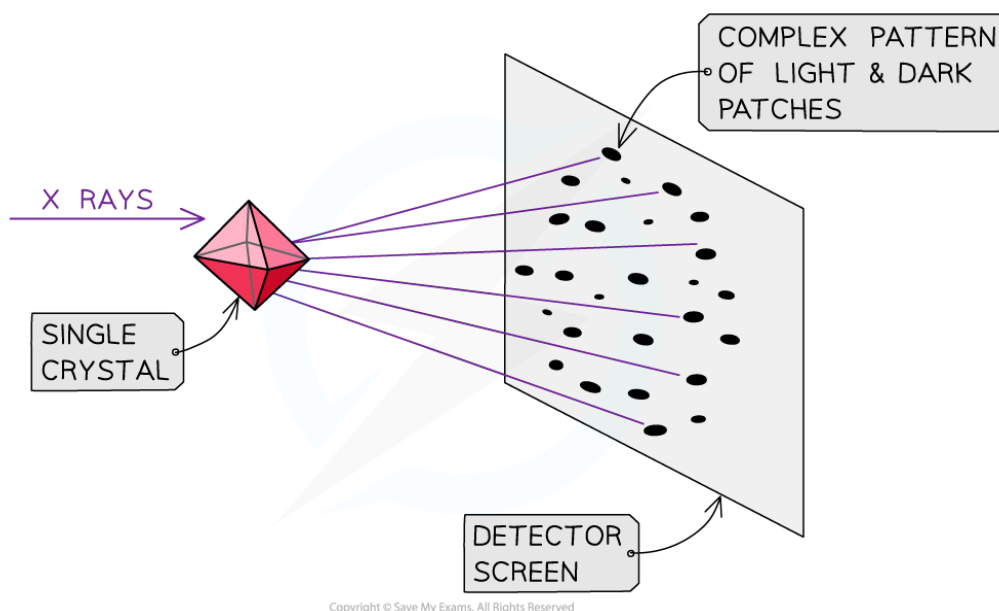 COMPLEX PATTERN
OF LIGHT & DARK
PATCHES
X RAYS
SINGLE
CRYSTAL
DETECTOR
SCREEN
Copyright © Save My Exams. All Rights Reserved